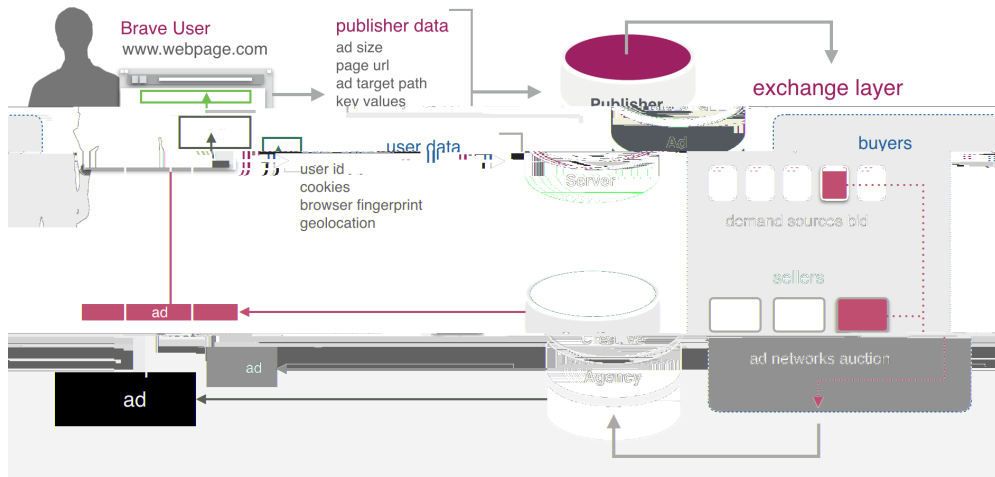 Brave User
www.webpage.com
publisher data
ad size
page url
ad target path
key values
Publisher
Ad
Server
exchange layer
user data
user id
cookies
browser fingerprint
geolocation
buyers
demand sources bid
sellers
ad networks auction
ad
ad
ad
Agency